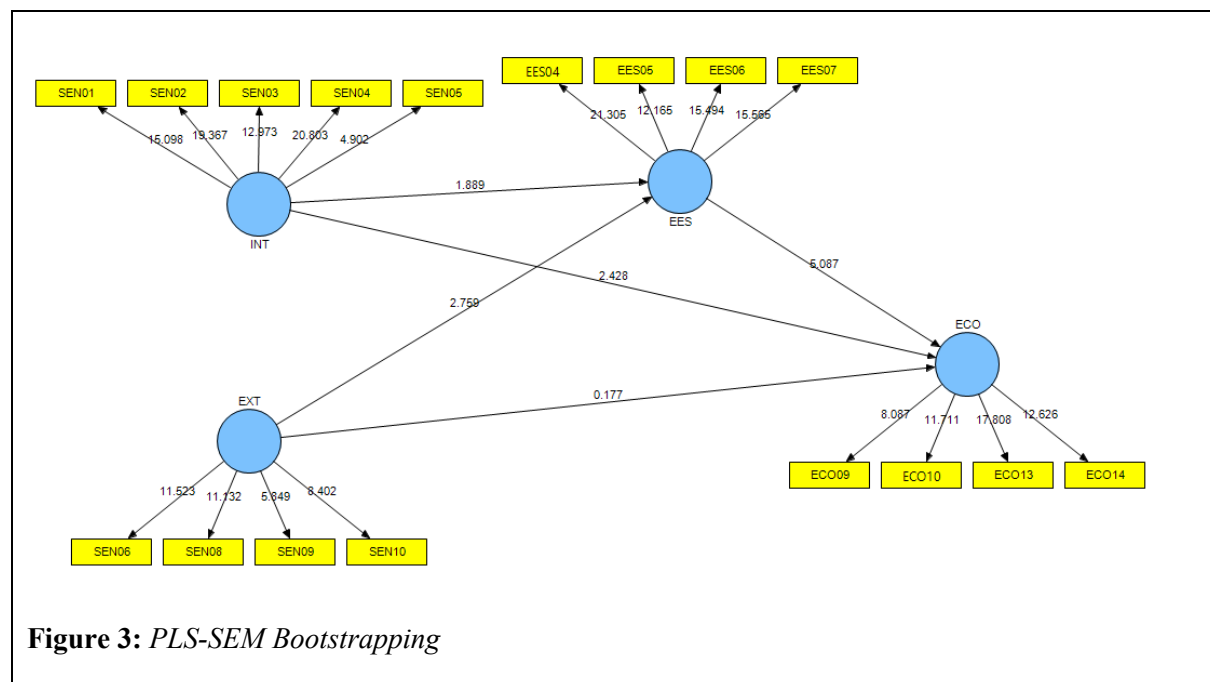 EES04 EES05 EES06 EES07
SEN01 SEN02 SEN03 SEN04 SEN05
21.305 12.165 15.494 15.565
15.098 19.367 12.973 20.803 4.902
1.889
EES
INT
5.087
2.428
2.759
ECO
0.177
EXT
8.087 11.711 17.808 12.626
ECO09 ECO10 ECO13 ECO14
11.523 11.132 5.849 8.402
SEN06 SEN08 SEN09 SEN10
Figure 3: PLS-SEM Bootstrapping